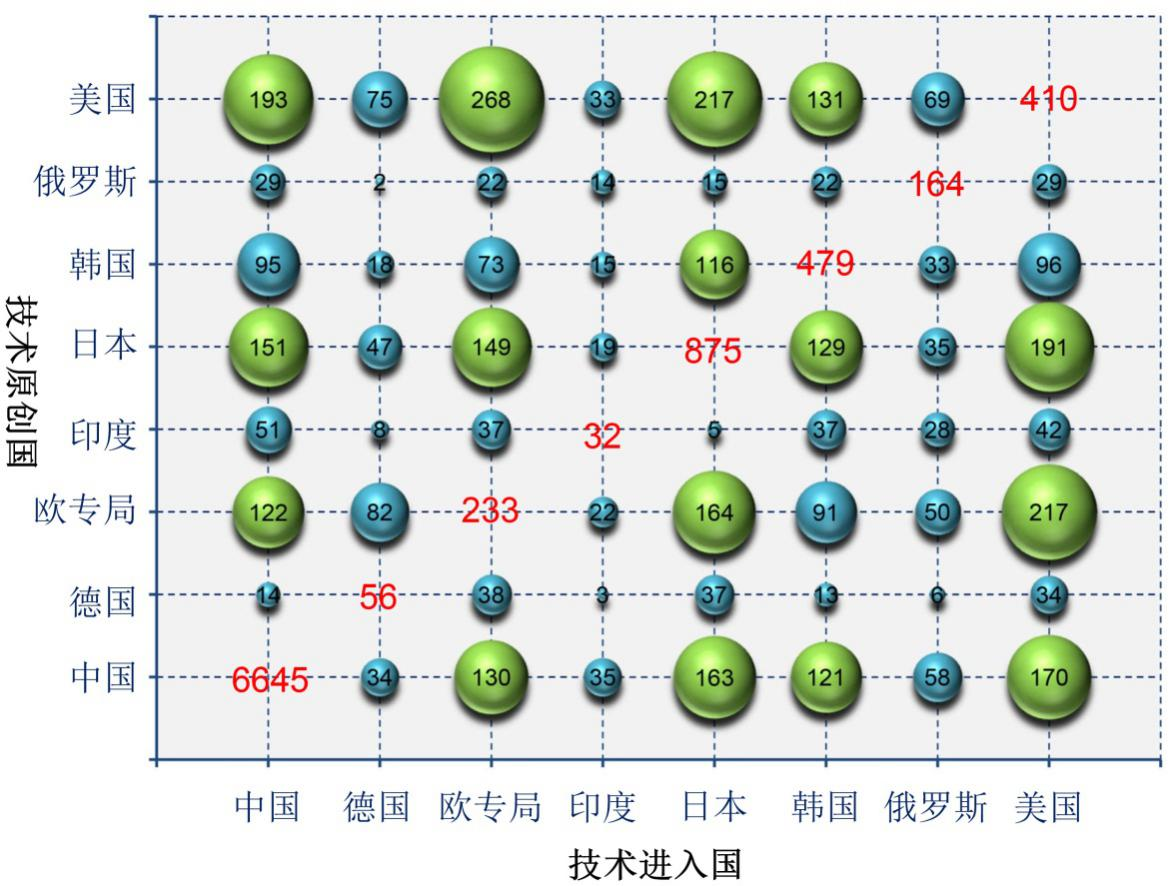 美国 193 75 268 33 217 131 69 410
俄罗斯 29 2 22 14 15 22 164 29
韩国 95 18 73 15 116 479 33 96
日本 151 47 149 19 875 129 35 191
印度 51 8 37 32 5 37 28 42
欧专局 122 82 233 22 164 91 50 217
德国 14 56 38 3 37 13 6 34
中国 6645 34 130 35 163 121 58 170
技术原创国
中国 德国 欧专局 印度 日本 韩国 俄罗斯 美国
技术进入国